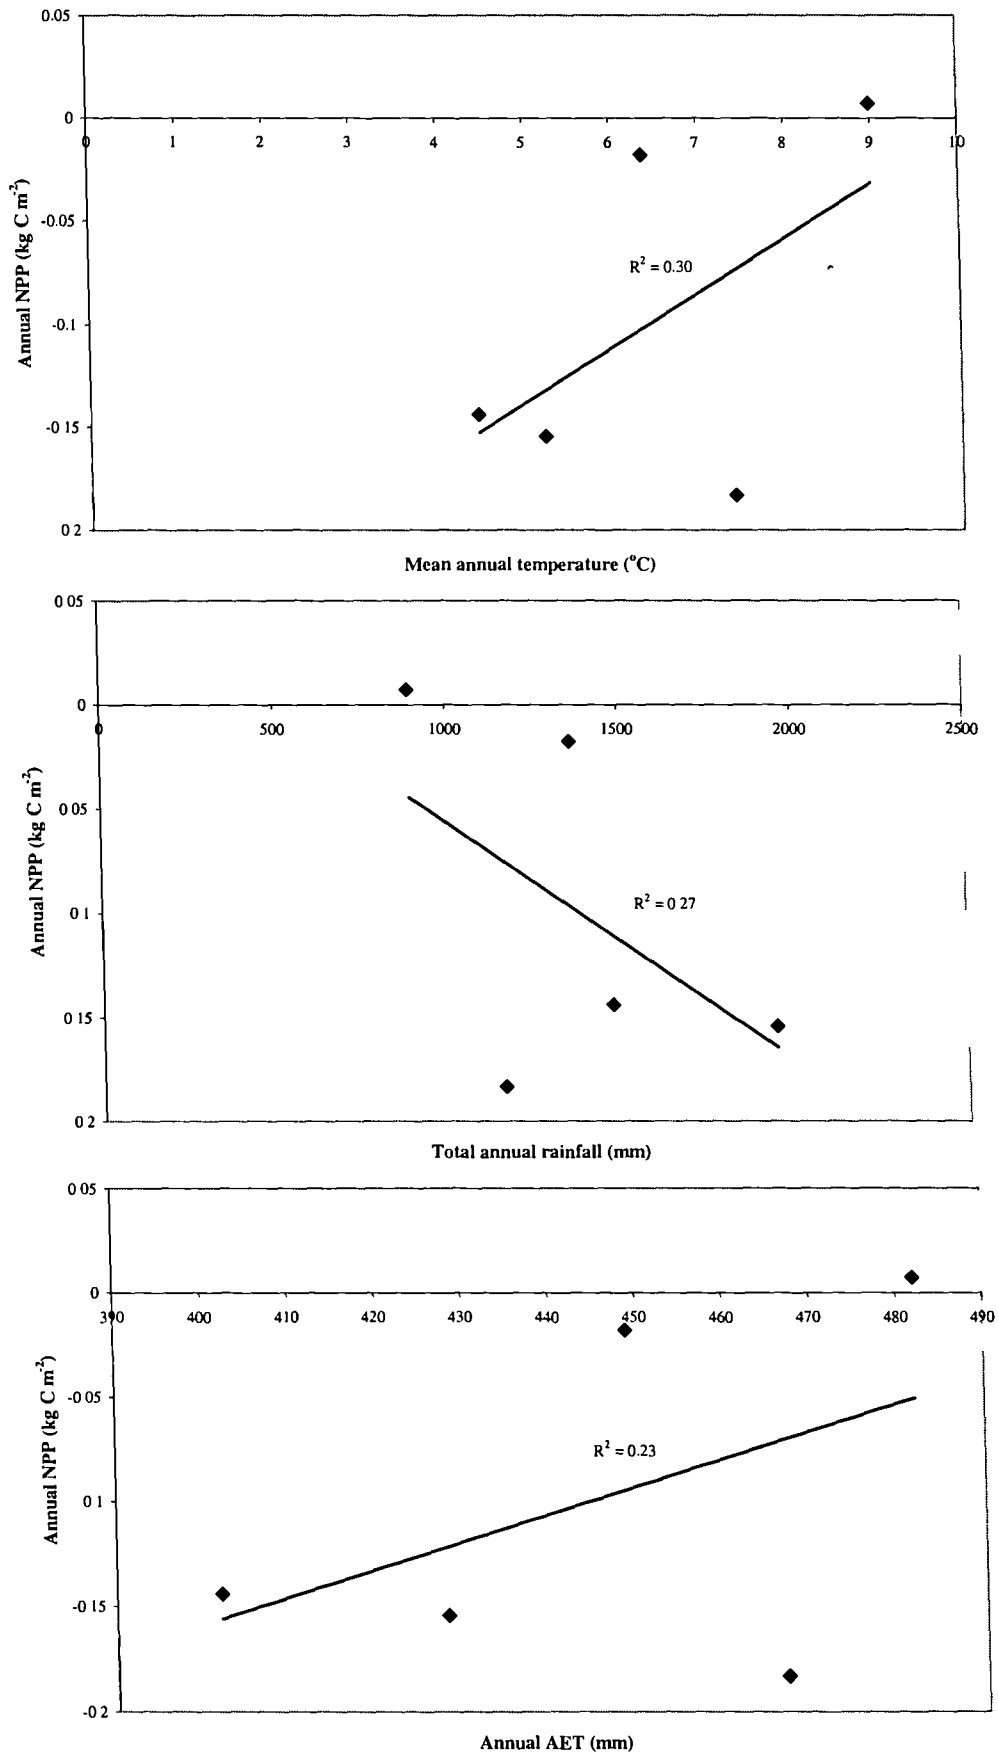 0.05
0
0 1 2 3 4 5 6 7 8 9 10
-0.05
-0.1
-0 15
0 2
Annual NPP (kg C m-2)
R2 = 0.30
Mean annual temperature (oC)
0 05
0
0 500 1000 1500 2000 2500
0 05
0 1
0 15
0 2
Annual NPP (kg C m-2)
R2 = 0 27
Total annual rainfall (mm)
0 05
0
390 400 410 420 430 440 450 460 470 480 490
-0 05
0 1
-0 15
-0 2
Annual NPP (kg C m-2)
R2 = 0.23
Annual AET (mm)